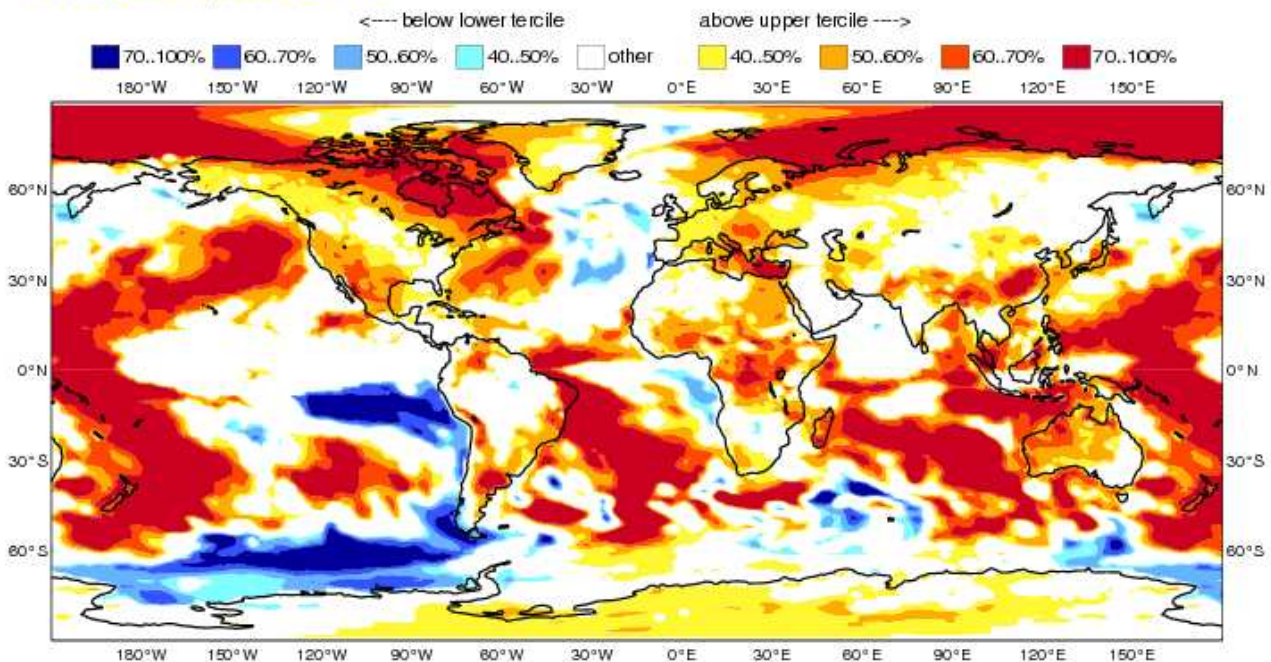 <---- below lower tercile above upper tercile ---->
70..100% 60..70% 50..60% 40..50% other 40..50% 50..60% 60..70% 70..100%
180°W 150°W 120°W 90°W 60°W 30°W 0°E 30°E 60°E 90°E 120°E 150°E
60°N 60°N
30°N 30°N
0°N 0°N
30°S 30°S
60°S 60°S
180°W 150°W 120°W 90°W 60°W 30°W 0°E 30°E 60°E 90°E 120°E 150°E